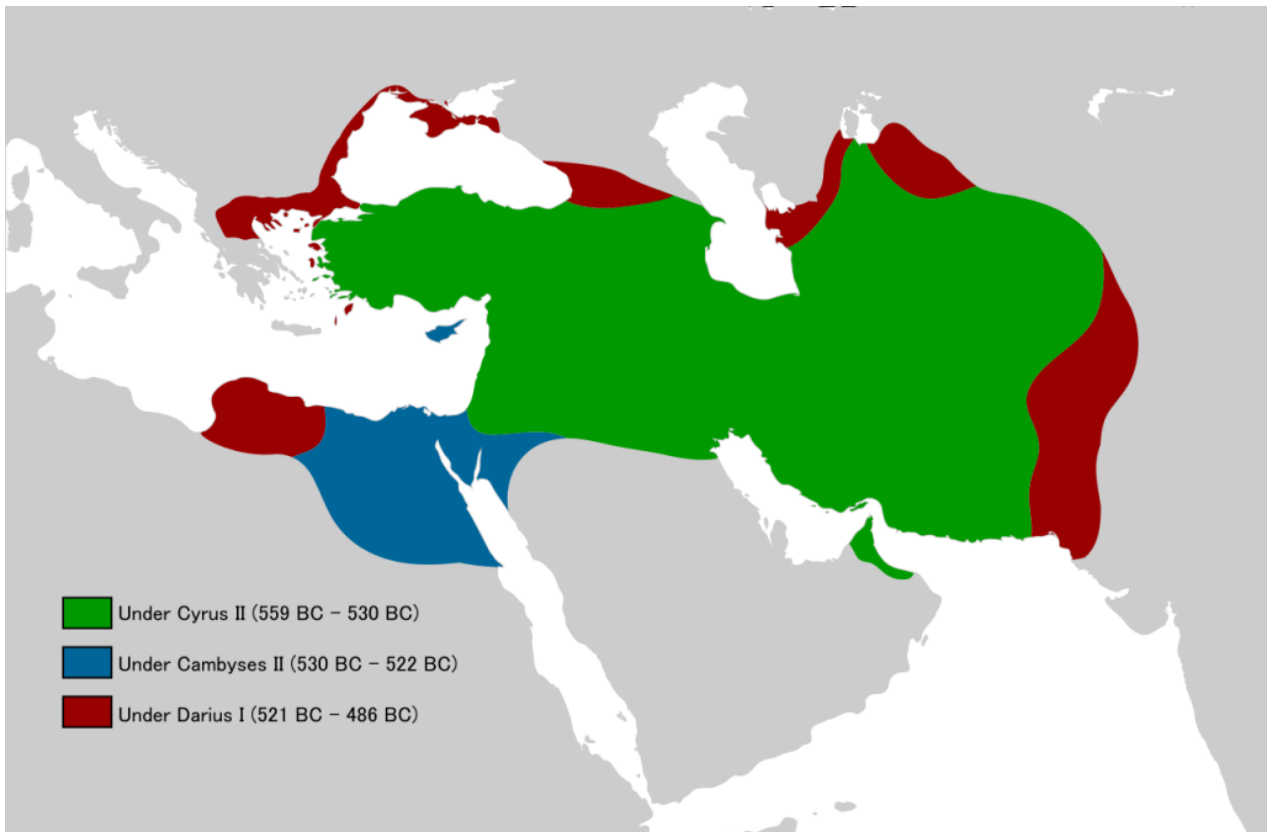 Under Cyrus II (559 BC – 530 BC)
Under Cambyses II (530 BC – 522 BC)
Under Darius I (521 BC – 486 BC)